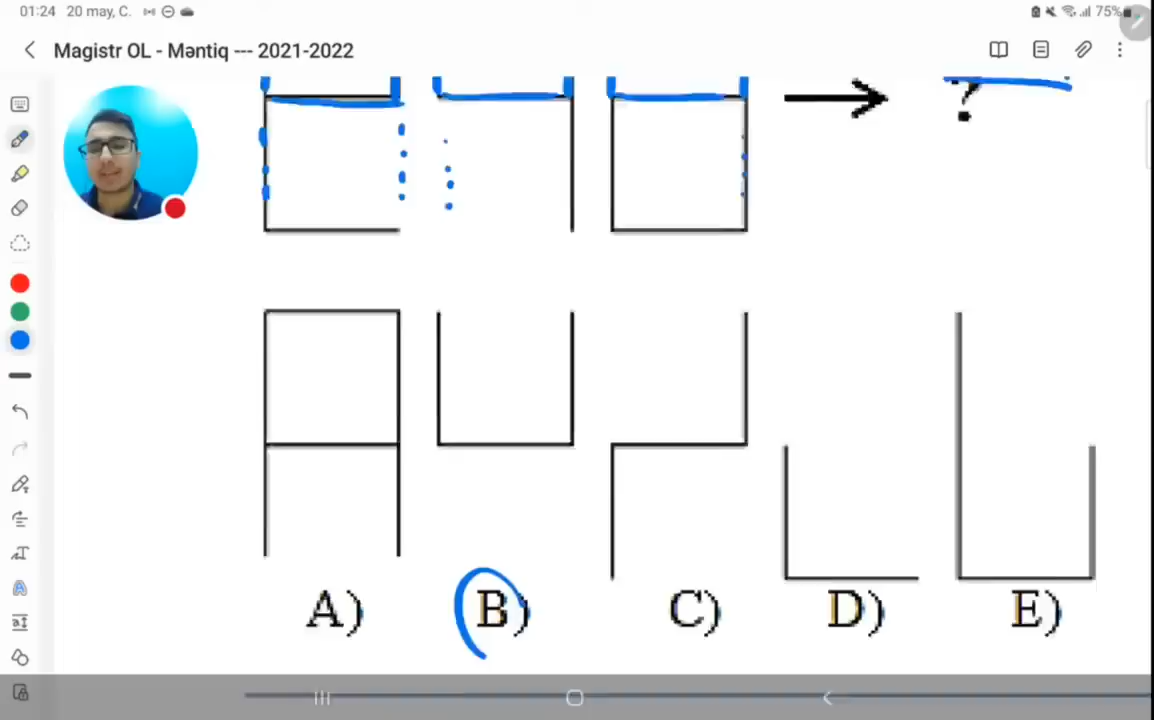 01:24 20 may, C.
75%
Magistr OL - Məntiq --- 2021-2022
?
A) B) C) D) E)